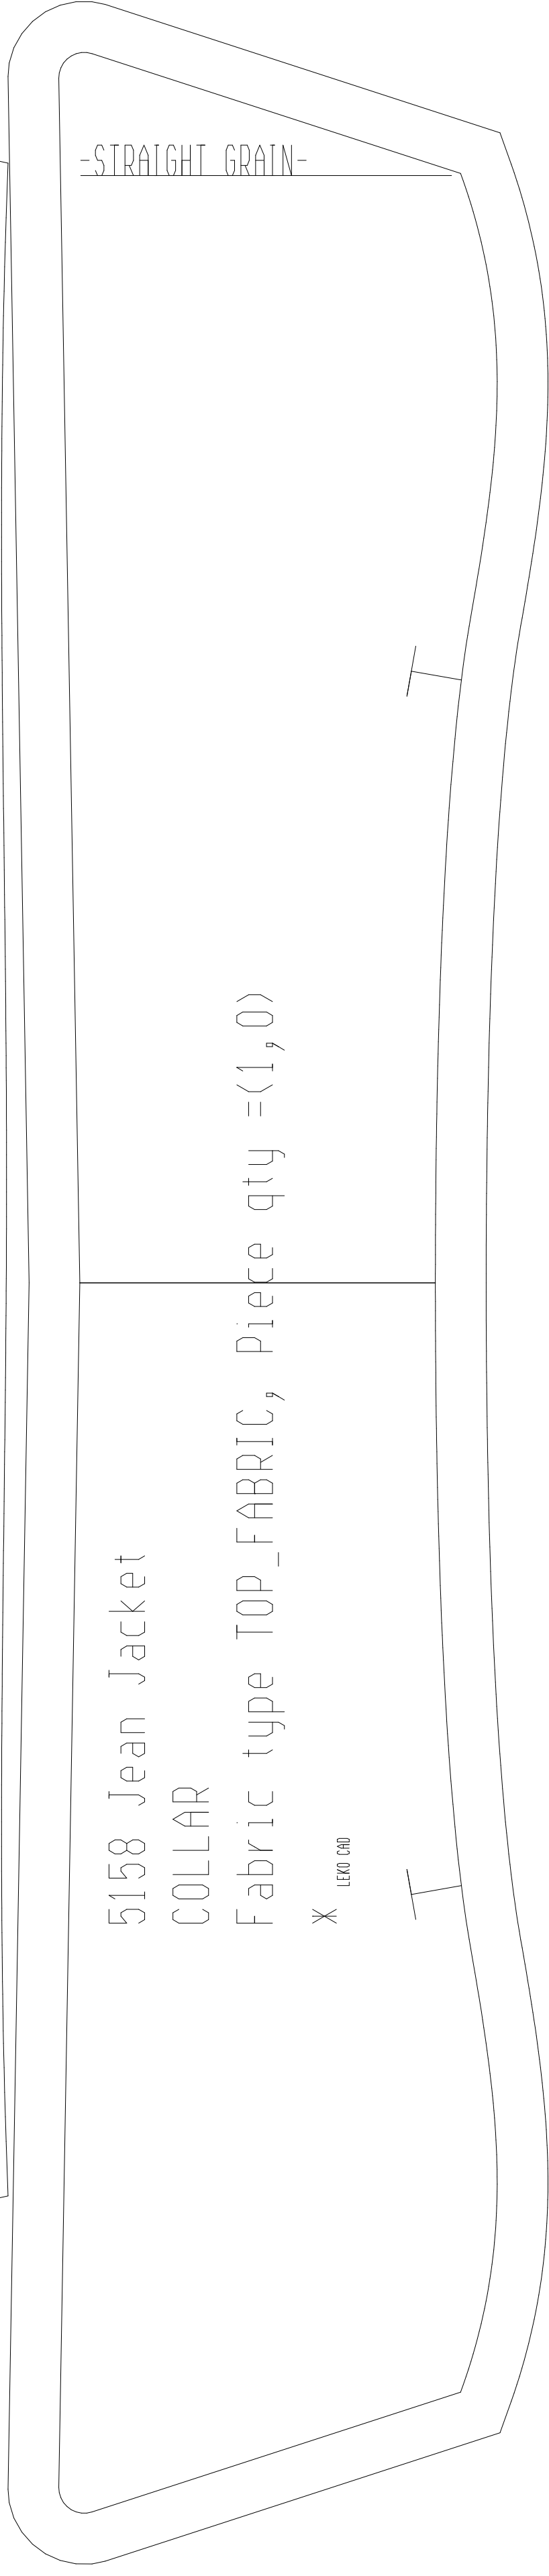 -STRAIGHT GRAIN-
5158 Jean Jacket
COLLAR
Fabric type TOP_FABRIC, Piece qty =(1,0)
LEKO CAD